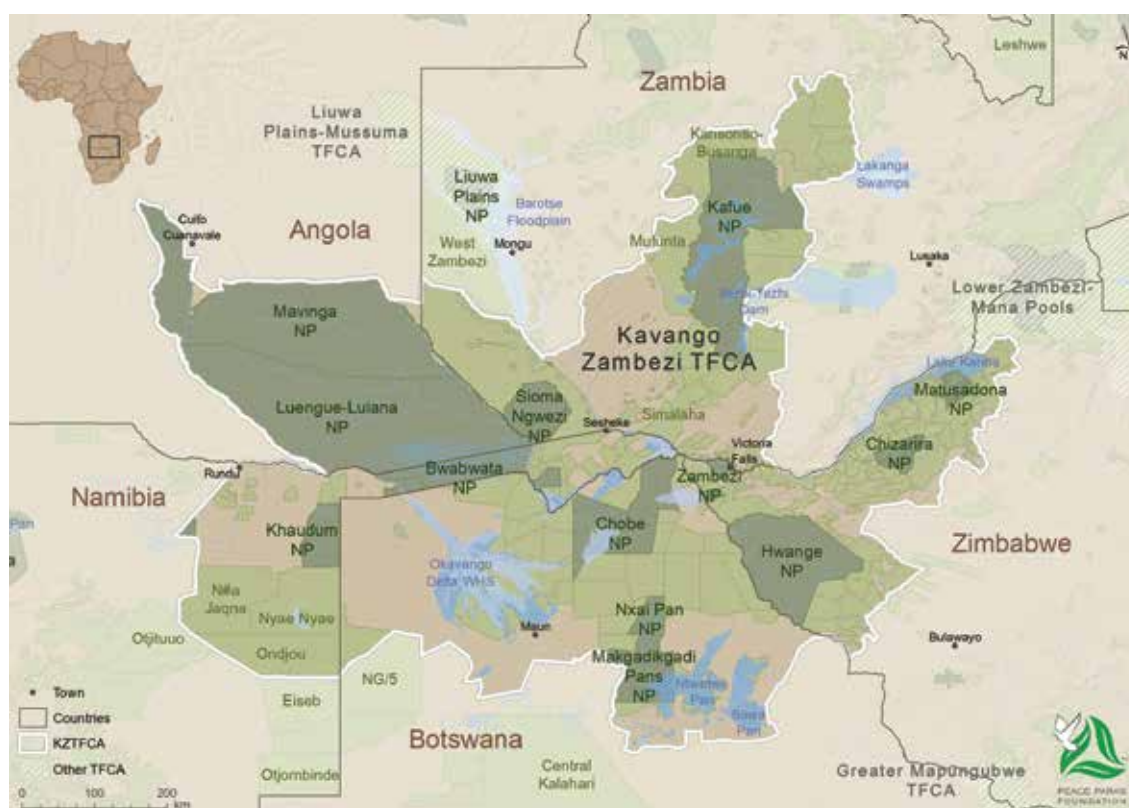 Zambia
Leshwe
N
Liuwa
Plains-Mussuma
TFCA
Kansonso-
Busanga
Lakanga
Swamps
Liuwa
Plains
NP
Barotse
Floodplain
Kafue
NP
Cuito
Cuanavale
Angola
West
Zambezi
Mongu
Mulunta
Lusaka
Dam
Lower Zambezi-
Mana Pools
Mavinga
NP
Kavango
Zambezi TFCA
Lake Kariba
Matusadona
NP
Luengue-Luiana
NP
Sioma
Ngwezi
NP
Sesheke
Simalaha
Victoria
Falls
Chizarira
NP
Rundu
Bwabwata
NP
Zambezi
NP
Namibia
Pan
Khaudum
NP
Chobe
NP
Hwange
NP
Zimbabwe
Okavango
Delta WHS
N‡a
Jaqna
Nyae Nyae
Nxai Pan
NP
Otjituuo
Ondjou
Maun
Bulawayo
Makgadikgadi
Pans
NP
Ntwetwe
Pan
Sowa
Pan
NG/5
Eiseb
Town
Countries
KZTFCA
Other TFCA
Botswana
Otjombinde
Central
Kalahari
Greater Mapungubwe
TFCA
0 100 200
km
PEACE PARKS
FOUNDATION